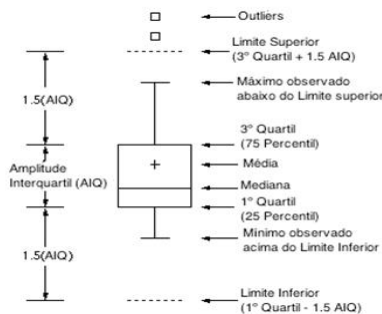 Outliers
Limite Superior
(3º Quartil + 1.5 AIQ)
Máximo observado
abaixo do Limite superior
1.5(AIQ)
3º Quartil
(75 Percentil)
Média
Amplitude
Interquartil (AIQ)
Mediana
1º Quartil
(25 Percentil)
Mínimo observado
acima do Limite Inferior
1.5(AIQ)
Limite Inferior
(1º Quartil - 1.5 AIQ)